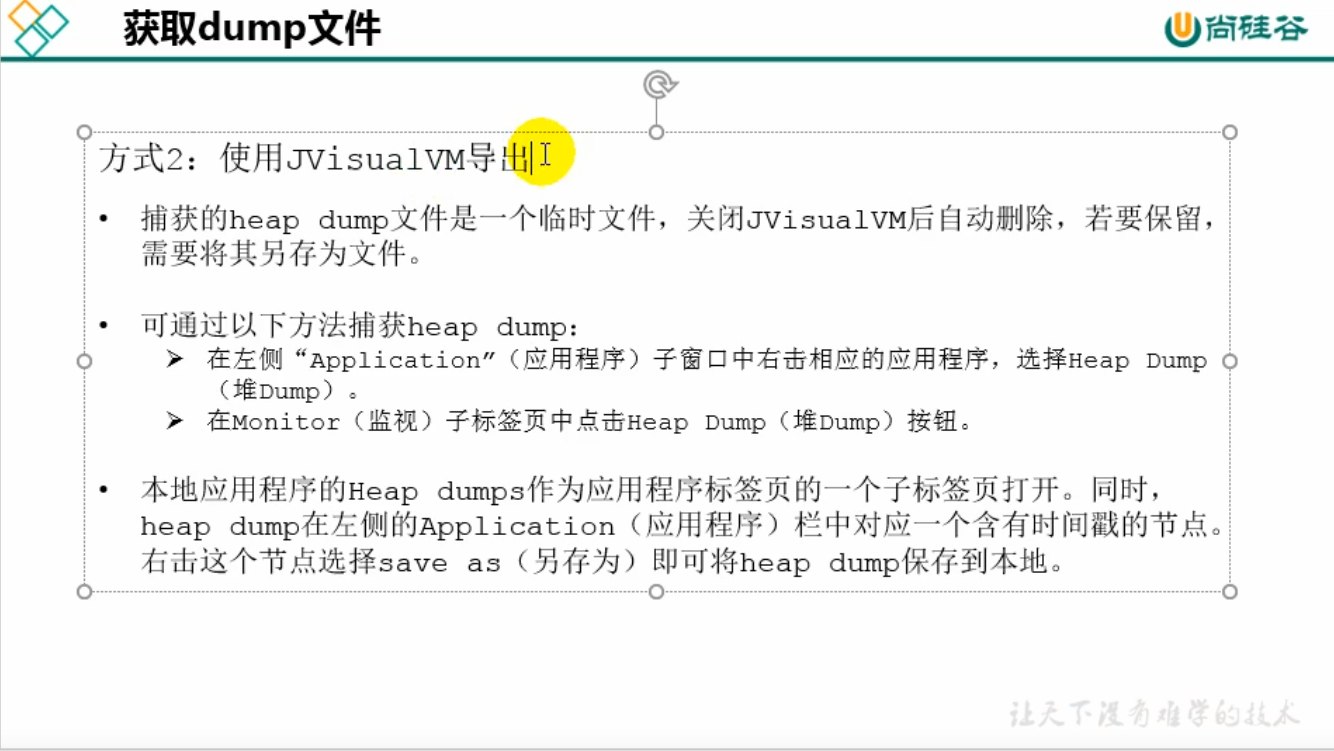 获取dump文件
尚硅谷
方式2：使用JVisualVM导出
• 捕获的heap dump文件是一个临时文件，关闭JVisualVM后自动删除，若要保留，
需要将其另存为文件。
• 可通过以下方法捕获heap dump：
➢ 在左侧“Application”（应用程序）子窗口中右击相应的应用程序，选择Heap Dump
（堆Dump）。
➢ 在Monitor（监视）子标签页中点击Heap Dump（堆Dump）按钮。
• 本地应用程序的Heap dumps作为应用程序标签页的一个子标签页打开。同时，
heap dump在左侧的Application（应用程序）栏中对应一个含有时间戳的节点。
右击这个节点选择save as（另存为）即可将heap dump保存到本地。
让天下没有难学的技术